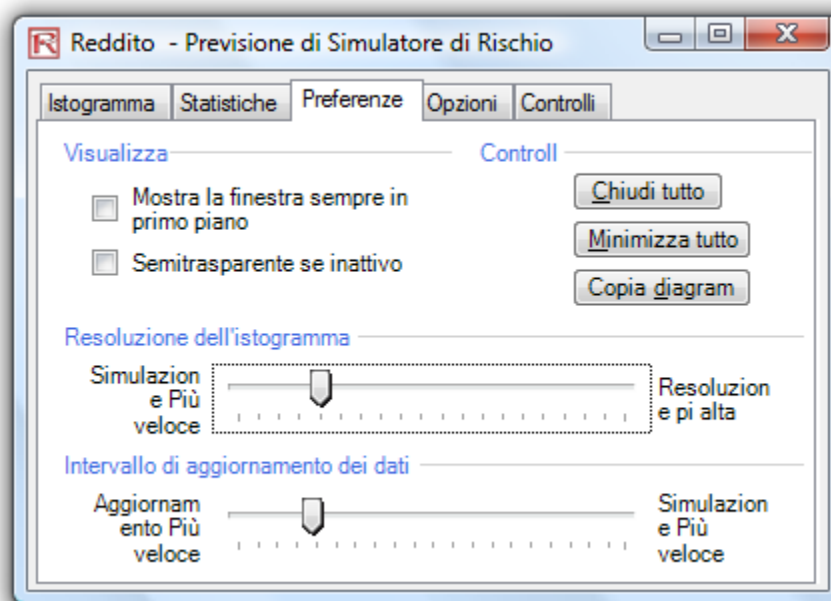 Reddito - Previsione di Simulatore di Rischio
Istogramma Statistiche Preferenze Opzioni Controlli
Visualizza
Mostra la finestra sempre in
primo piano
Semitrasparente se inattivo
Controll
Chiudi tutto
Minimizza tutto
Copia diagram
Resoluzione dell'istogramma
Simulazion
e Più
veloce
Resoluzion
e pi alta
Intervallo di aggiornamento dei dati
Aggiornam
ento Più
veloce
Simulazion
e Più
veloce